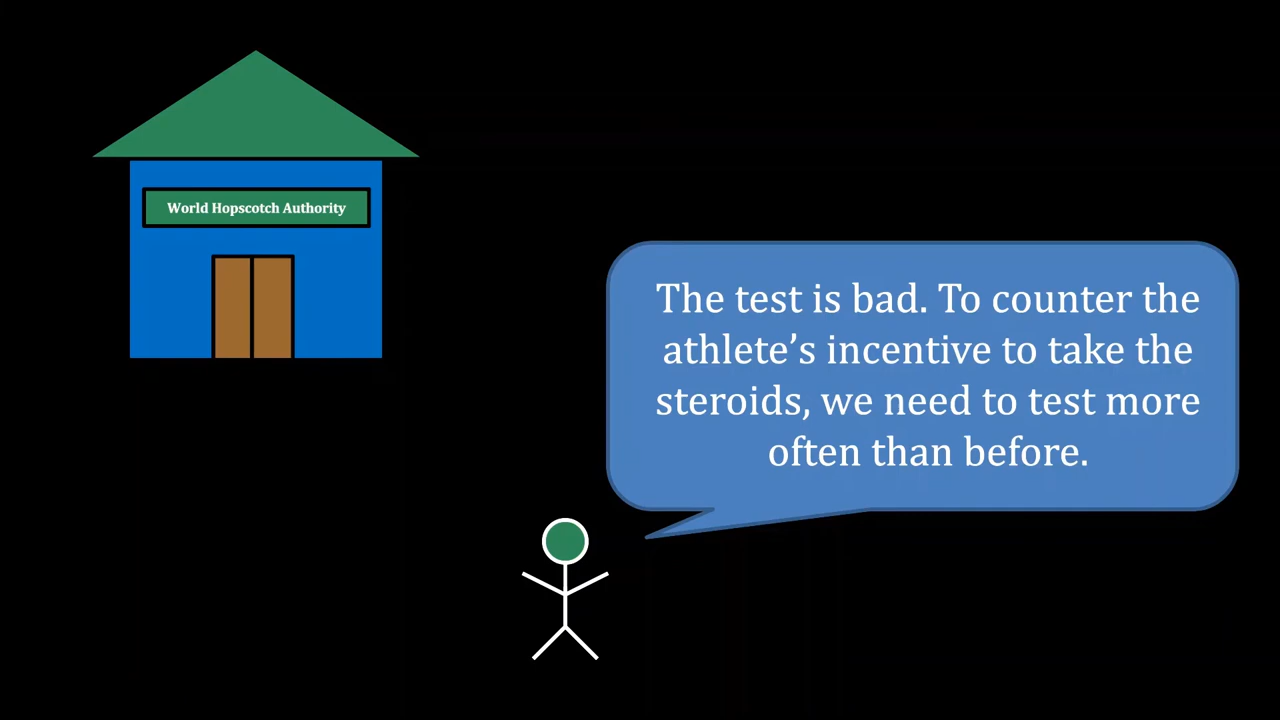 World Hopscotch Authority
The test is bad. To counter the
athlete’s incentive to take the
steroids, we need to test more
often than before.